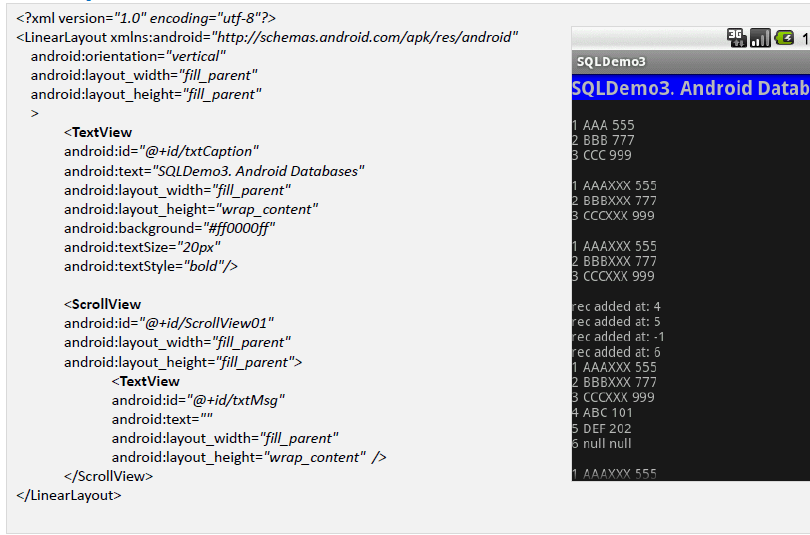 <?xml version="1.0" encoding="utf-8"?>
<LinearLayout xmlns:android="http://schemas.android.com/apk/res/android"
android:orientation="vertical"
android:layout_width="fill_parent"
android:layout_height="fill_parent"
>
<TextView
android:id="@+id/txtCaption"
android:text="SQLDemo3. Android Databases"
android:layout_width="fill_parent"
android:layout_height="wrap_content"
android:background="#ff0000ff"
android:textSize="20px"
android:textStyle="bold"/>
<ScrollView
android:id="@+id/ScrollView01"
android:layout_width="fill_parent"
android:layout_height="fill_parent">
<TextView
android:id="@+id/txtMsg"
android:text=""
android:layout_width="fill_parent"
android:layout_height="wrap_content" />
</ScrollView>
</LinearLayout>
3G 1
SQLDemo3
SQLDemo3. Android Datab
1 AAA 555
2 BBB 777
3 CCC 999
1 AAAXXX 555
2 BBBXXX 777
3 CCCXXX 999
1 AAAXXX 555
2 BBBXXX 777
3 CCCXXX 999
rec added at: 4
rec added at: 5
rec added at: -1
rec added at: 6
1 AAAXXX 555
2 BBBXXX 777
3 CCCXXX 999
4 ABC 101
5 DEF 202
6 null null
1 AAAXXX 555